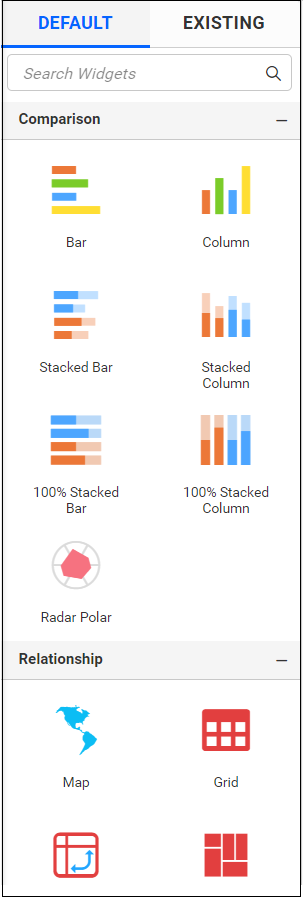 DEFAULT EXISTING
Search Widgets
Comparison
Bar
Column
Stacked Bar
Stacked
Column
100% Stacked
Bar
100% Stacked
Column
Radar Polar
Relationship
Map
Grid